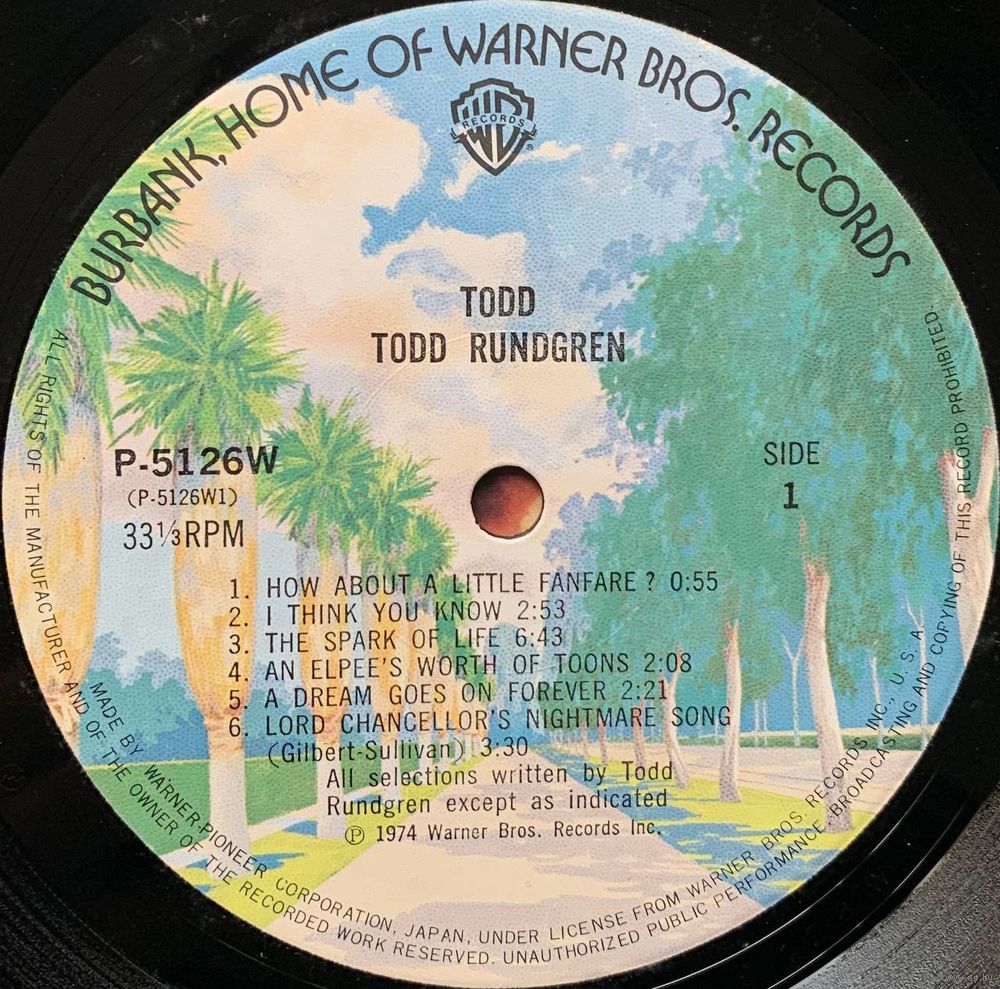 BURBANK, HOME OF WARNER BROS. RECORDS
W
RECORDS
®
TODD
TODD RUNDGREN
P-5126W
(P-5126W1)
33⅓RPM
SIDE
1
1. HOW ABOUT A LITTLE FANFARE? 0:55
2. I THINK YOU KNOW 2:53
3. THE SPARK OF LIFE 6:43
4. AN ELPEE'S WORTH OF TOONS 2:08
5. A DREAM GOES ON FOREVER 2:21
6. LORD CHANCELLOR'S NIGHTMARE SONG
(Gilbert-Sullivan) 3:30
All selections written by Todd
Rundgren except as indicated
℗ 1974 Warner Bros. Records Inc.
MADE BY WARNER-PIONEER CORPORATION, JAPAN, UNDER LICENSE FROM WARNER BROS. RECORDS INC., U.S.A.
ALL RIGHTS OF THE MANUFACTURER AND OF THE OWNER OF THE RECORDED WORK RESERVED. UNAUTHORIZED PUBLIC PERFORMANCE, BROADCASTING AND COPYING OF THIS RECORD PROHIBITED